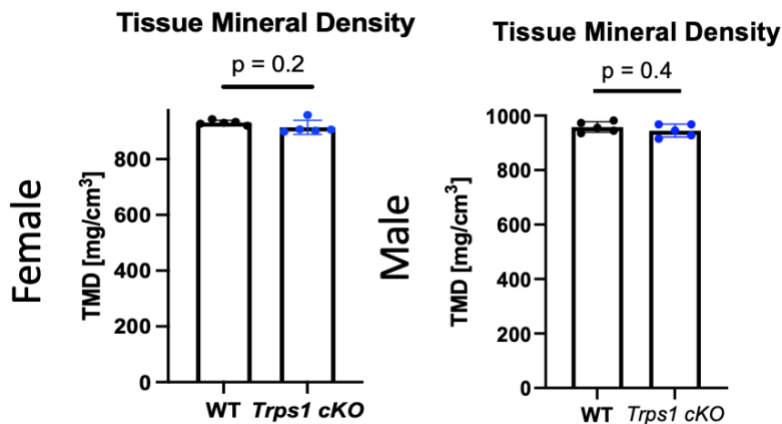 Tissue Mineral Density
p = 0.2
Female
TMD [mg/cm³]
800
600
400
200
0
WT Trps1 cKO
Tissue Mineral Density
p = 0.4
Male
TMD [mg/cm³]
1000
800
600
400
200
0
WT Trps1 cKO